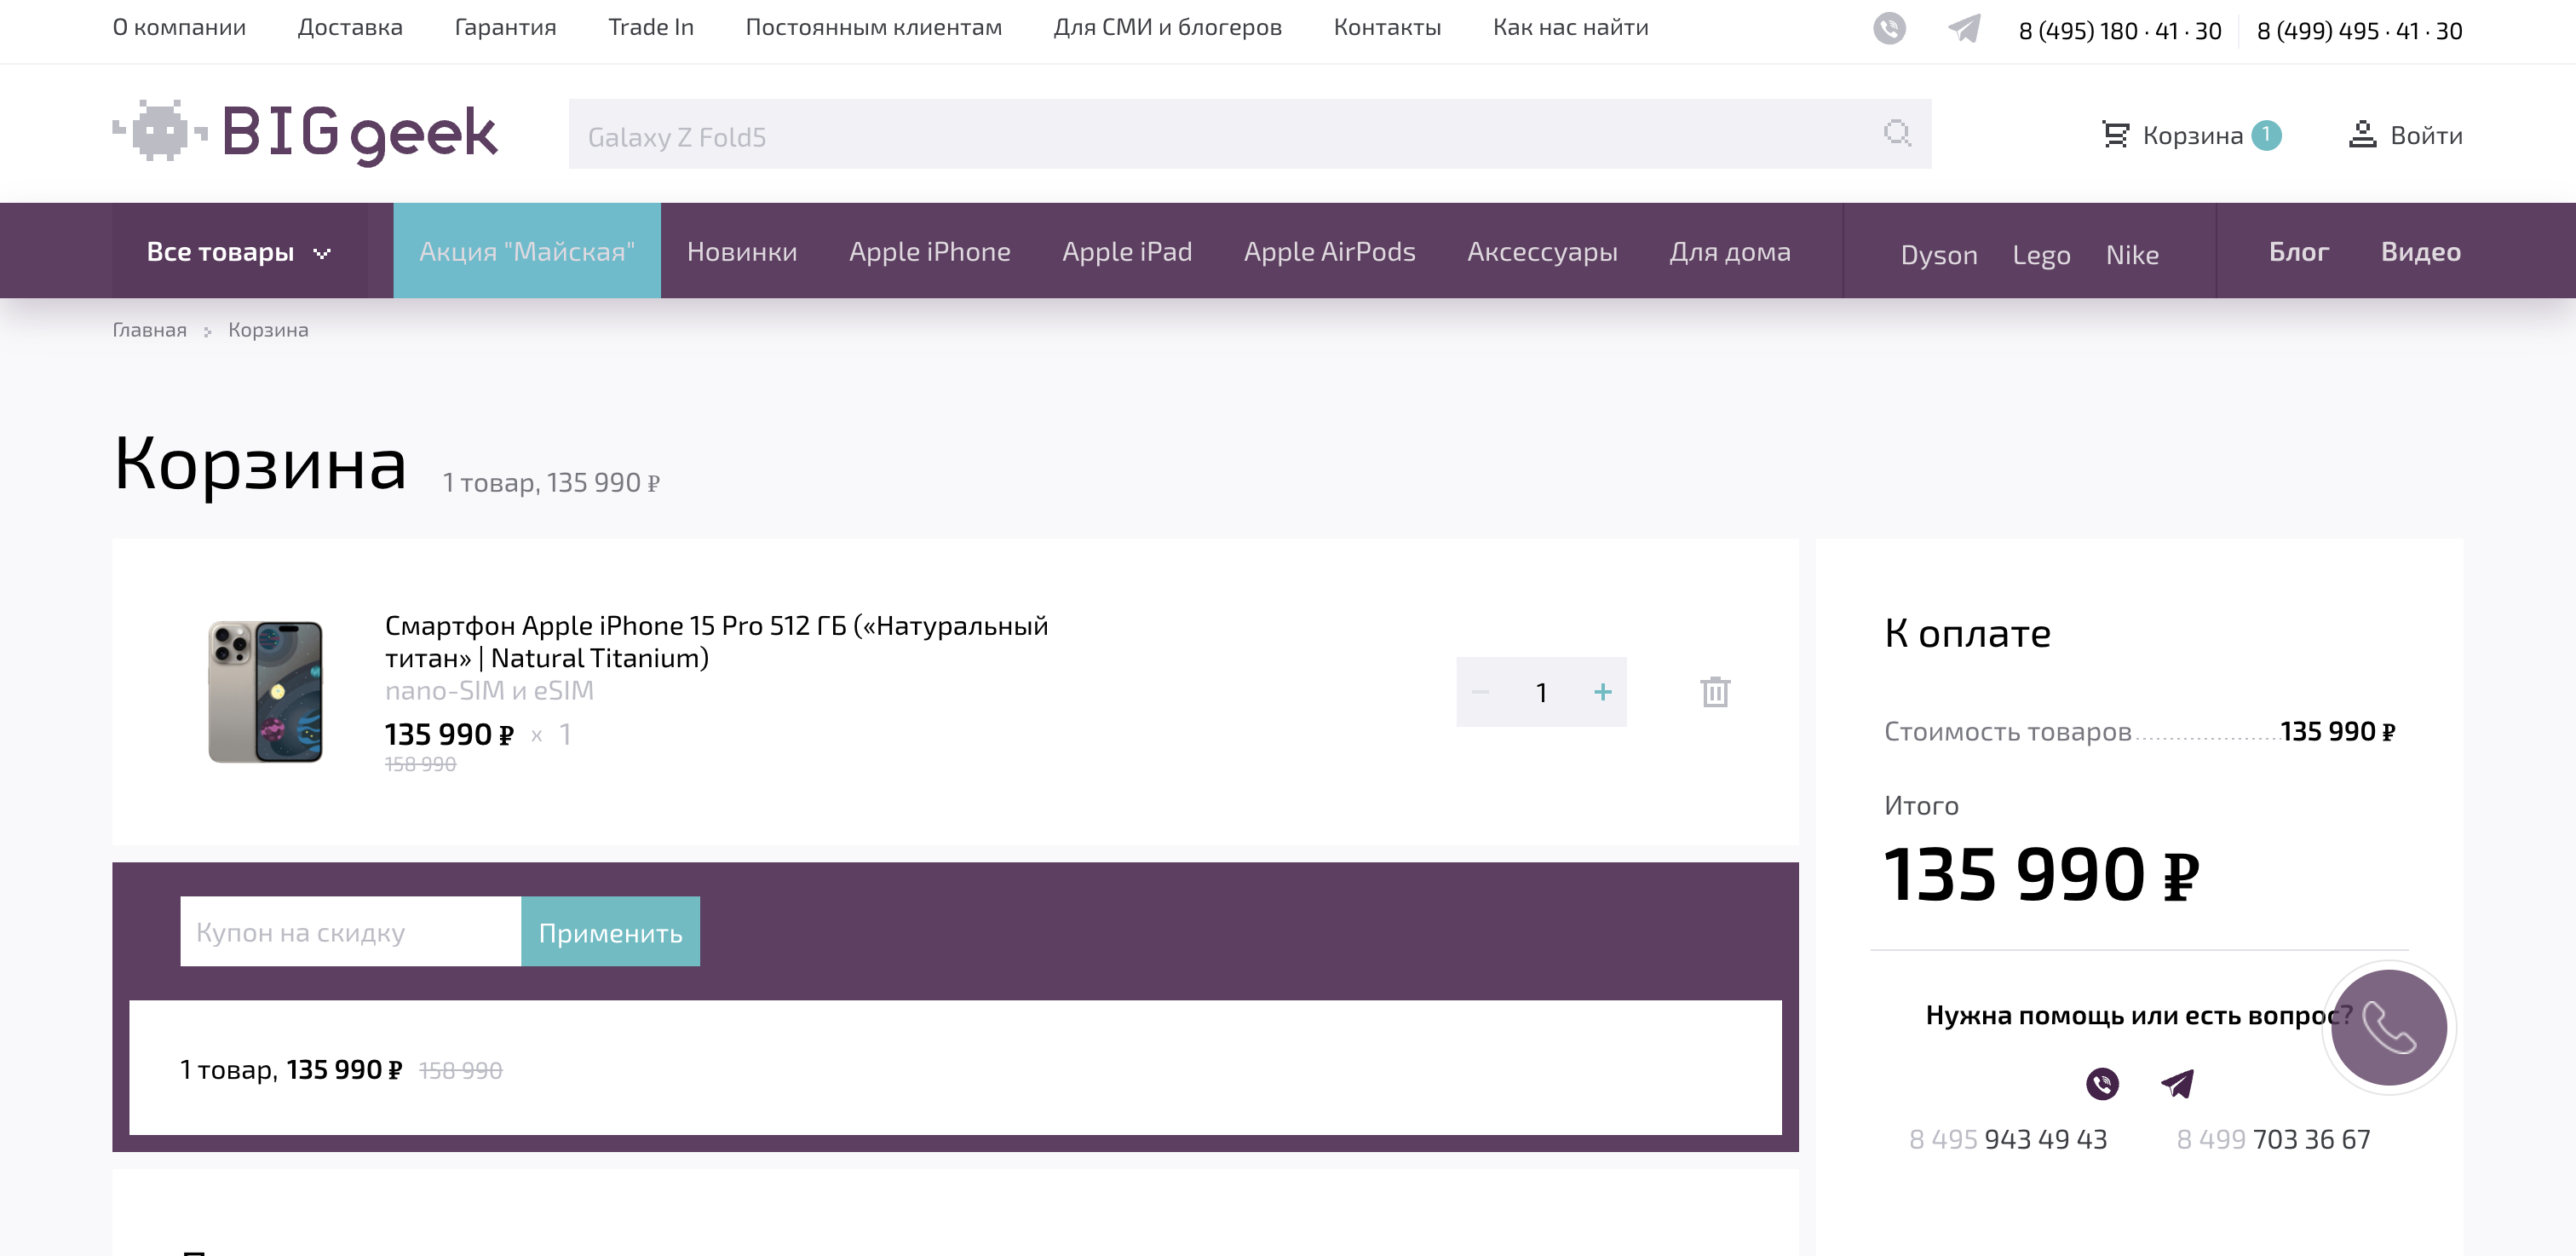 О компании Доставка Гарантия Trade In Постоянным клиентам Для СМИ и блогеров Контакты Как нас найти 8 (495) 180 · 41 · 30 8 (499) 495 · 41 · 30
BIG geek Galaxy Z Fold5 Корзина 1 Войти
Все товары Акция "Майская" Новинки Apple iPhone Apple iPad Apple AirPods Аксессуары Для дома Dyson Lego Nike Блог Видео
Главная Корзина
Корзина 1 товар, 135 990 ₽
Смартфон Apple iPhone 15 Pro 512 ГБ («Натуральный
титан» | Natural Titanium)
nano-SIM и eSIM
135 990 ₽ x 1
158 990
1
Купон на скидку Применить
1 товар, 135 990 ₽ 158 990
К оплате
Стоимость товаров 135 990 ₽
Итого
135 990 ₽
Нужна помощь или есть вопрос?
8 495 943 49 43 8 499 703 36 67